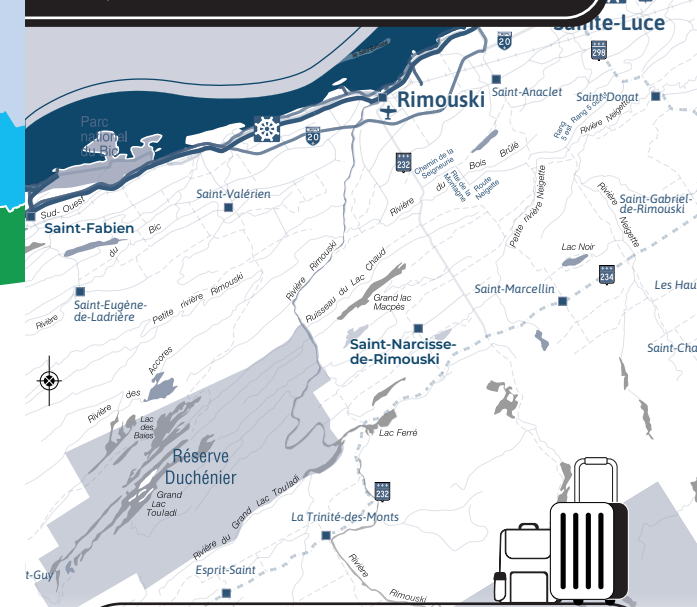 Sainte-Luce
20
298
Saint-Anaclet
Saint-Donat
Rimouski
Parc
national
du Bic
20
232
Chemin de la
Seigneurie
Rivière du Bois Brûlé
Route
Neigette
Rang
5 est
Rang 5
Rivière Neigette
Saint-Valérien
Sud-Ouest
Saint-Fabien
du Bic
Petite rivière Neigette
Rivière
Neigette
Saint-Gabriel-
de-Rimouski
Lac Noir
234
Rivière Rimouski
Ruisseau du Lac Chaud
Grand lac
Macpès
Saint-Marcellin
Les Hau
Saint-Eugène-
de-Ladrière
Rivière
Petite rivière Rimouski
Saint-Narcisse-
de-Rimouski
Saint-Cha
Rivière des Accores
Lac
des
Baies
Lac Ferré
Réserve
Duchénier
Grand
Lac
Touladi
232
Rivière du Grand Lac Touladi
La Trinité-des-Monts
t-Guy
Esprit-Saint
Rivière
Rimouski